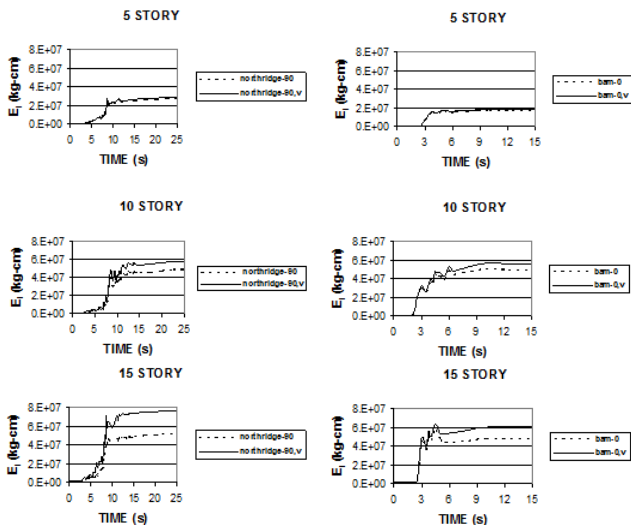 5 STORY
8.E+07
6.E+07
4.E+07
2.E+07
0.E+00
E_I (kg-cm)
0 5 10 15 20 25
TIME (s)
northridge-90
northridge-90,v
5 STORY
8.E+07
6.E+07
4.E+07
2.E+07
0.E+00
E_I (kg-cm)
0 3 6 9 12 15
TIME (s)
bam-0
bam-0,v
10 STORY
8.E+07
6.E+07
4.E+07
2.E+07
0.E+00
E_I (kg-cm)
0 5 10 15 20 25
TIME (s)
northridge-90
northridge-90,v
10 STORY
8.E+07
6.E+07
4.E+07
2.E+07
0.E+00
E_I (kg-cm)
0 3 6 9 12 15
TIME (s)
bam-0
bam-0,v
15 STORY
8.E+07
6.E+07
4.E+07
2.E+07
0.E+00
E_I (kg-cm)
0 5 10 15 20 25
TIME (s)
northridge-90
northridge-90,v
15 STORY
8.E+07
6.E+07
4.E+07
2.E+07
0.E+00
E_I (kg-cm)
0 3 6 9 12 15
TIME (s)
bam-0
bam-0,v